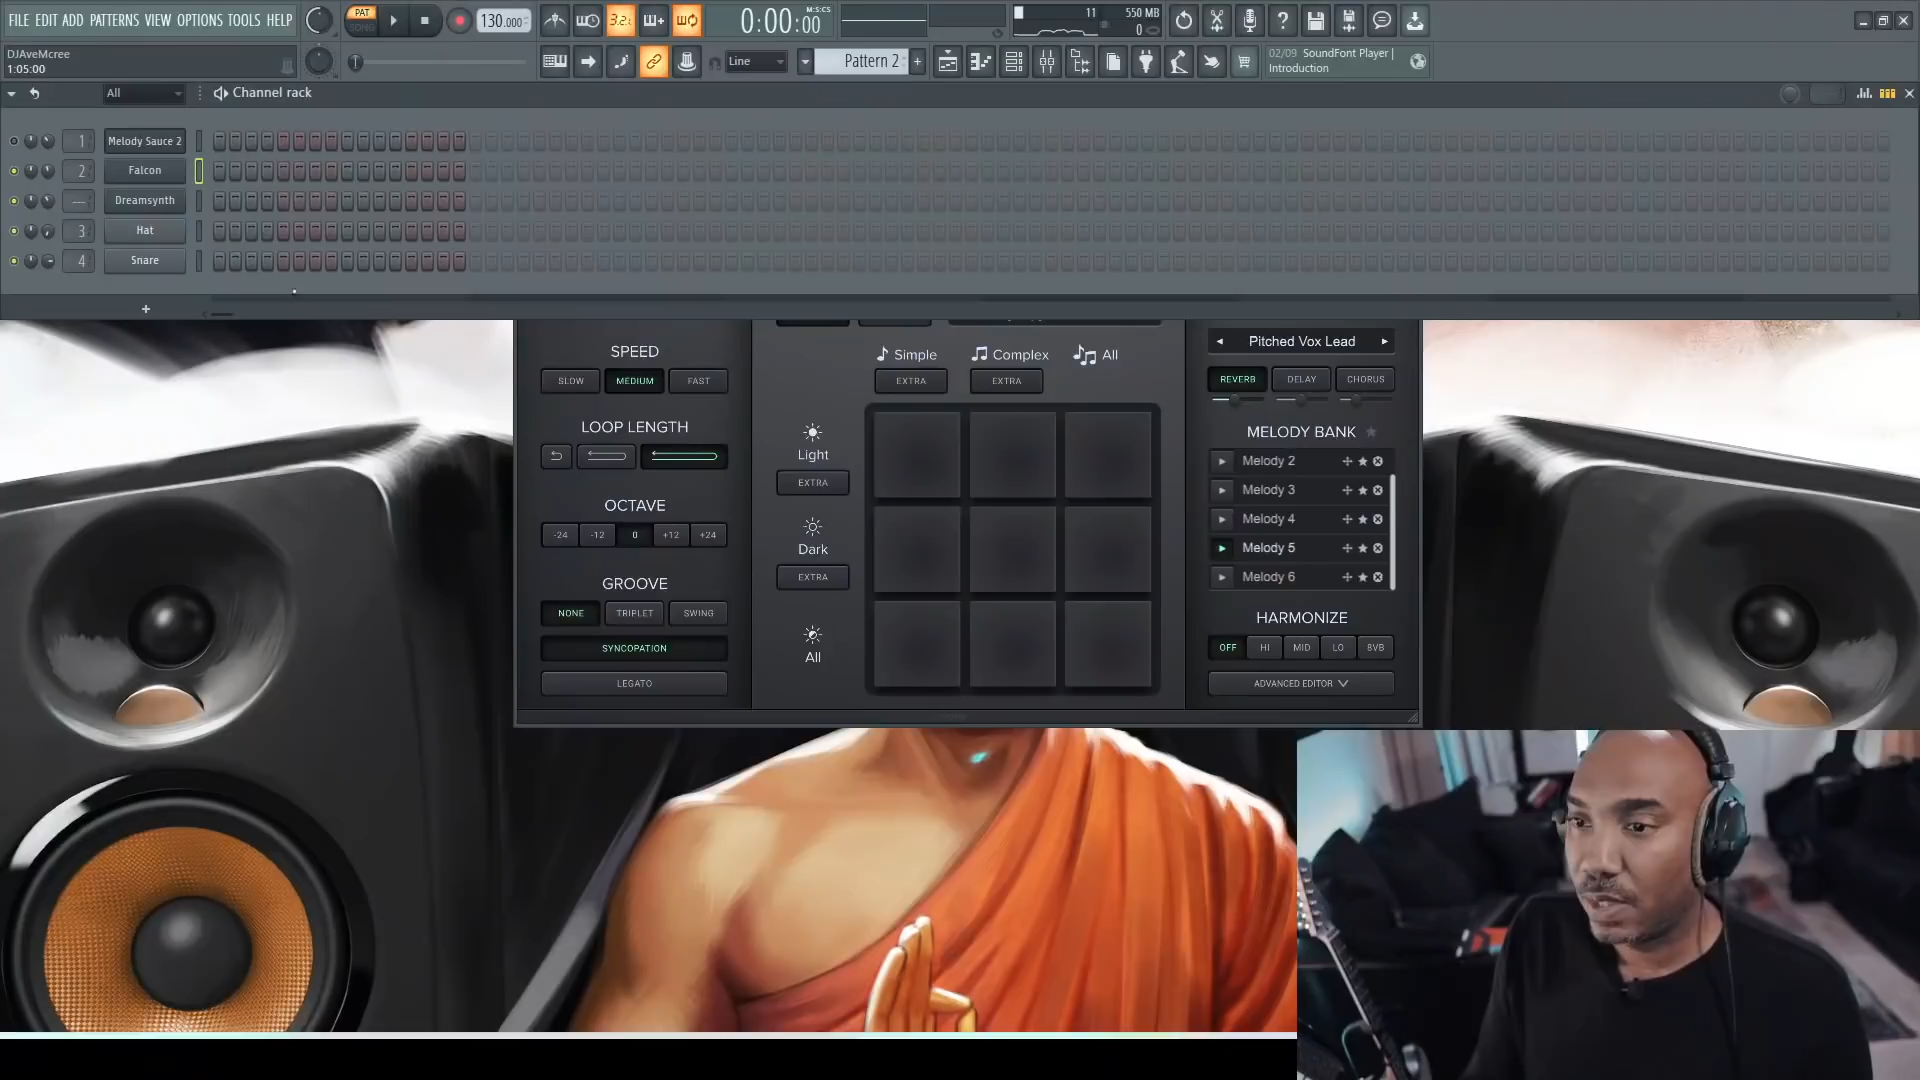 FILE EDIT ADD PATTERNS VIEW OPTIONS TOOLS HELP
PAT
SONG
130.000
3.2.
0:00:00
M:S:CS
11
550 MB
0
DJAveMcree
1:05:00
Line
Pattern 2
+
02/09 SoundFont Player |
Introduction
All
Channel rack
1 Melody Sauce 2
2 Falcon
--- Dreamsynth
3 Hat
4 Snare
+
SPEED
SLOW MEDIUM FAST
LOOP LENGTH
OCTAVE
-24 -12 0 +12 +24
GROOVE
NONE TRIPLET SWING
SYNCOPATION
LEGATO
Simple Complex All
EXTRA EXTRA
Light
EXTRA
Dark
EXTRA
All
Pitched Vox Lead
REVERB DELAY CHORUS
MELODY BANK
Melody 2
Melody 3
Melody 4
Melody 5
Melody 6
HARMONIZE
OFF HI MID LO 8VB
ADVANCED EDITOR